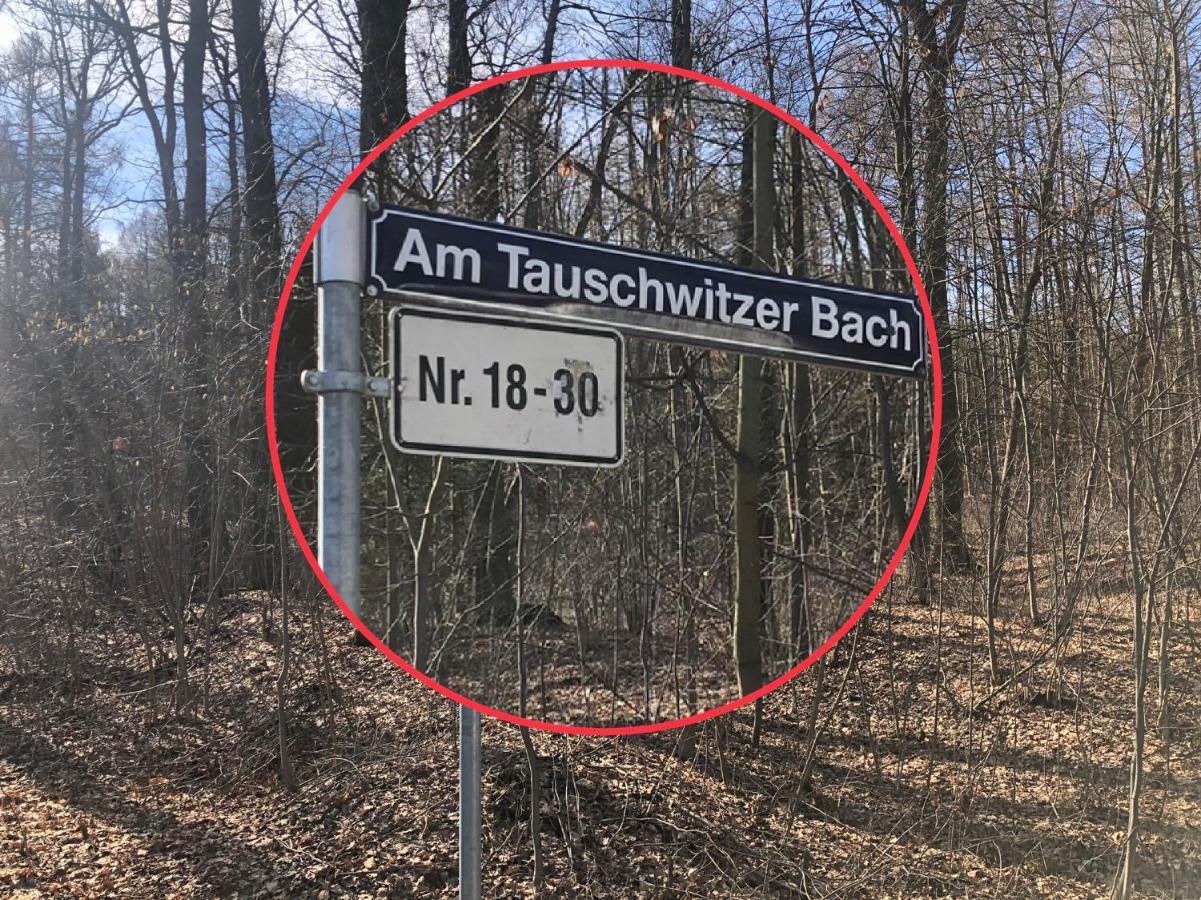 Am Tauschwitzer Bach
Nr. 18-30